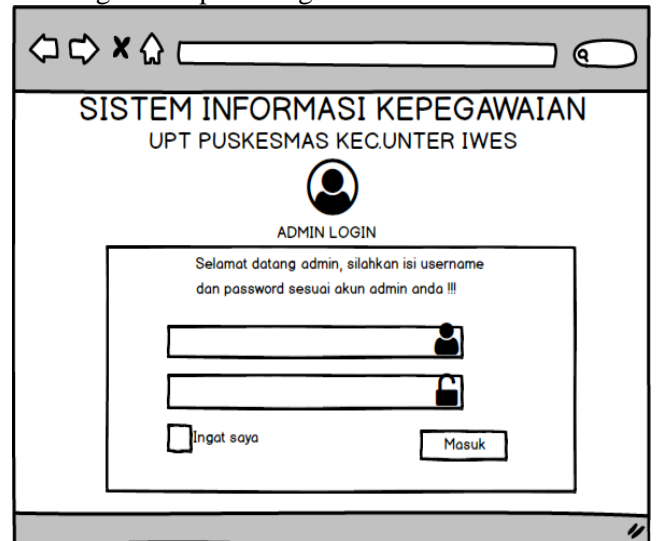 SISTEM INFORMASI KEPEGAWAIAN
UPT PUSKESMAS KEC.UNTER IWES
ADMIN LOGIN
Selamat datang admin, silahkan isi username
dan password sesuai akun admin anda !!!
Ingat saya
Masuk